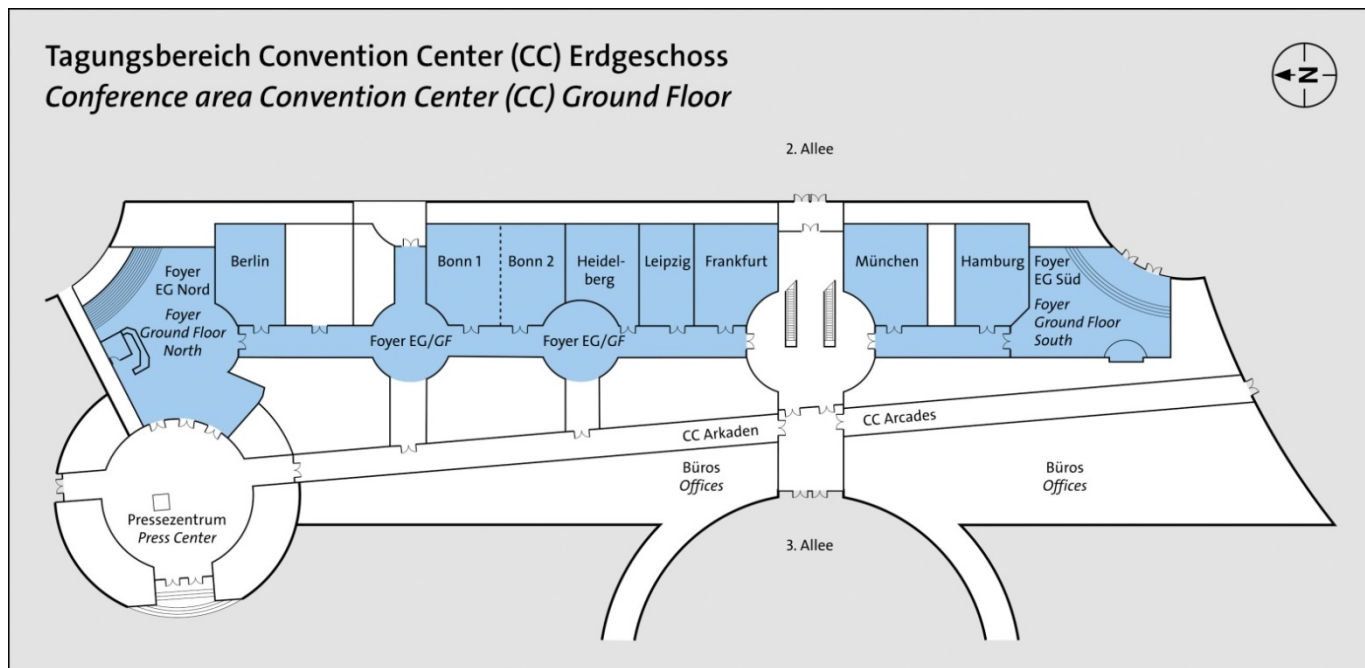 Tagungsbereich Convention Center (CC) Erdgeschoss
Conference area Convention Center (CC) Ground Floor
N
2. Allee
Foyer
EG Nord
Foyer
Ground Floor
North
Berlin
Bonn 1
Bonn 2
Heidel-
berg
Leipzig
Frankfurt
München
Hamburg
Foyer
EG Süd
Foyer
Ground Floor
South
Foyer EG/GF
Foyer EG/GF
CC Arkaden
CC Arcades
Büros
Offices
Büros
Offices
Pressezentrum
Press Center
3. Allee